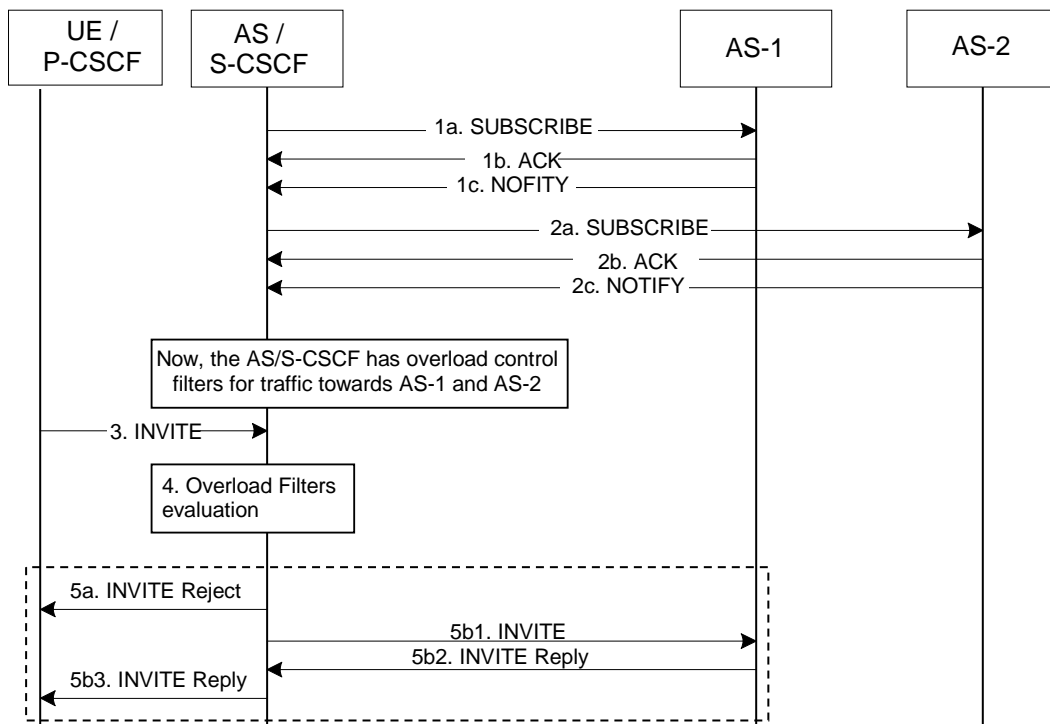 UE /
P-CSCF
AS /
S-CSCF
AS-1
AS-2
1a. SUBSCRIBE
1b. ACK
1c. NOFITY
2a. SUBSCRIBE
2b. ACK
2c. NOTIFY
Now, the AS/S-CSCF has overload control
filters for traffic towards AS-1 and AS-2
3. INVITE
4. Overload Filters
evaluation
5a. INVITE Reject
5b1. INVITE
5b2. INVITE Reply
5b3. INVITE Reply